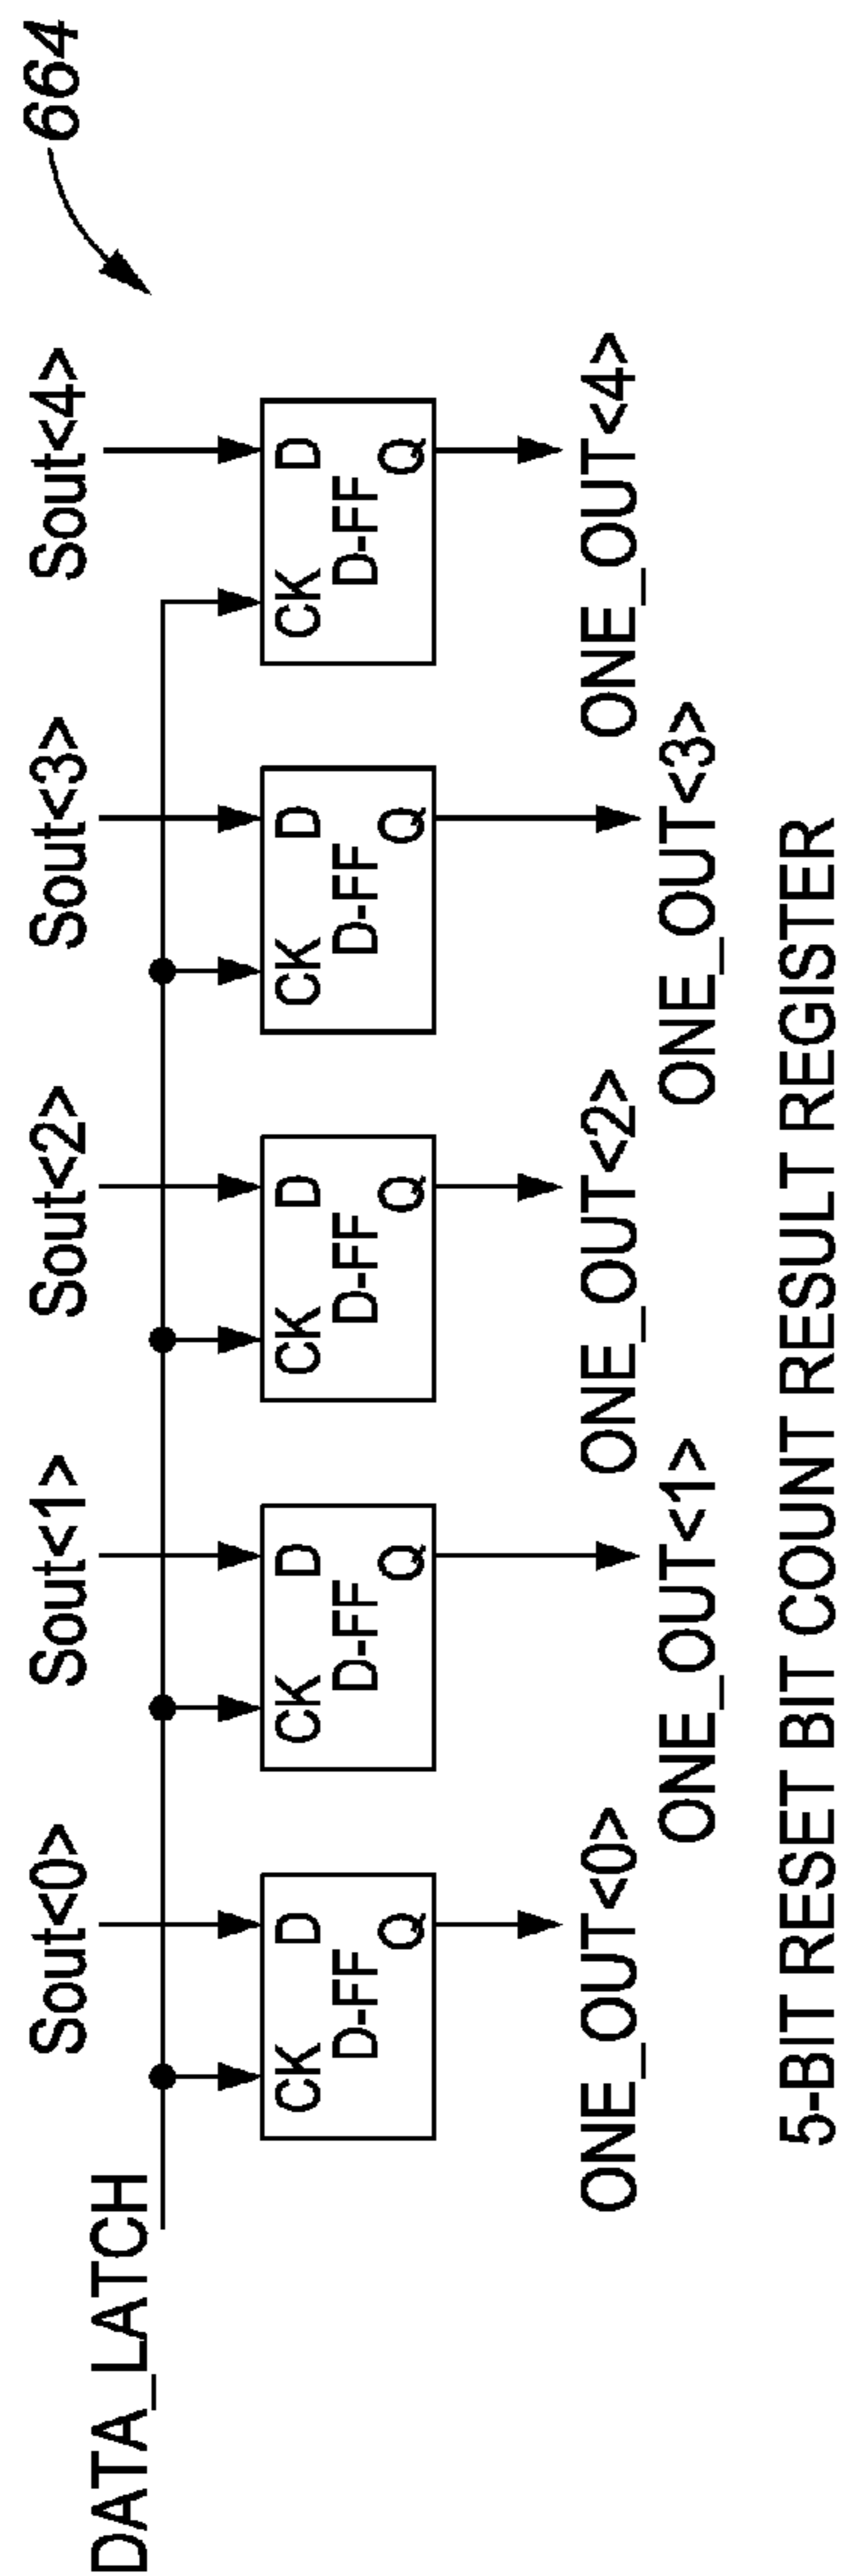 664
Sout<0> Sout<1> Sout<2> Sout<3> Sout<4>
DATA_LATCH
CK D CK D CK D CK D CK D
D-FF D-FF D-FF D-FF D-FF
Q Q Q Q Q
ONE_OUT<0> ONE_OUT<2> ONE_OUT<4>
ONE_OUT<1> ONE_OUT<3>
5-BIT RESET BIT COUNT RESULT REGISTER